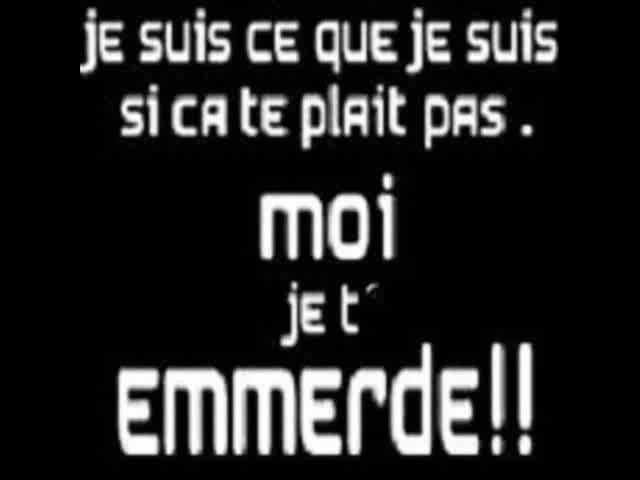 je suis ce que je suis
si ca te plait pas .
moi
je t'
emmerde!!